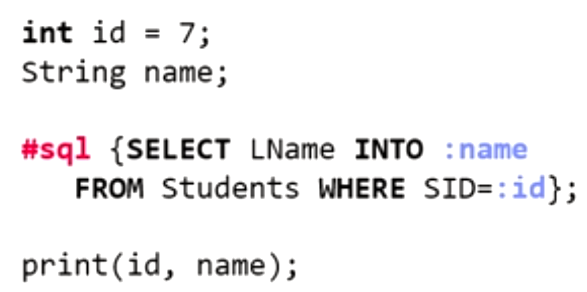 int id = 7;
String name;
#sql {SELECT LName INTO :name
FROM Students WHERE SID=:id};
print(id, name);